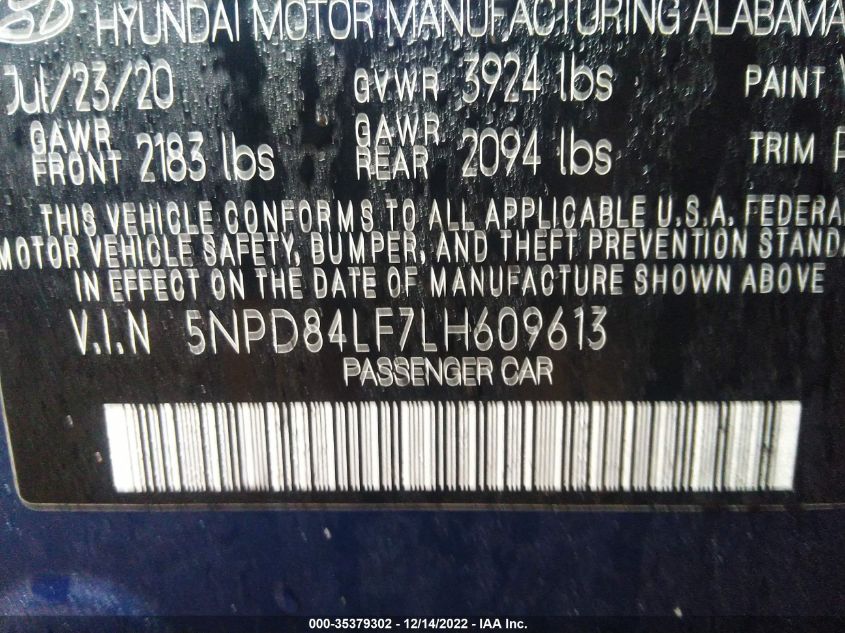 HYUNDAI MOTOR MANUFACTURING ALABAMA
Jul/23/20 GVWR 3924 lbs PAINT
GAWR FRONT 2183 lbs GAWR REAR 2094 lbs TRIM
THIS VEHICLE CONFORMS TO ALL APPLICABLE U.S.A. FEDERA
MOTOR VEHICLE SAFETY, BUMPER, AND THEFT PREVENTION STANDA
IN EFFECT ON THE DATE OF MANUFACTURE SHOWN ABOVE
V.I.N 5NPD84LF7LH609613
PASSENGER CAR
000-35379302 - 12/14/2022 - IAA Inc.